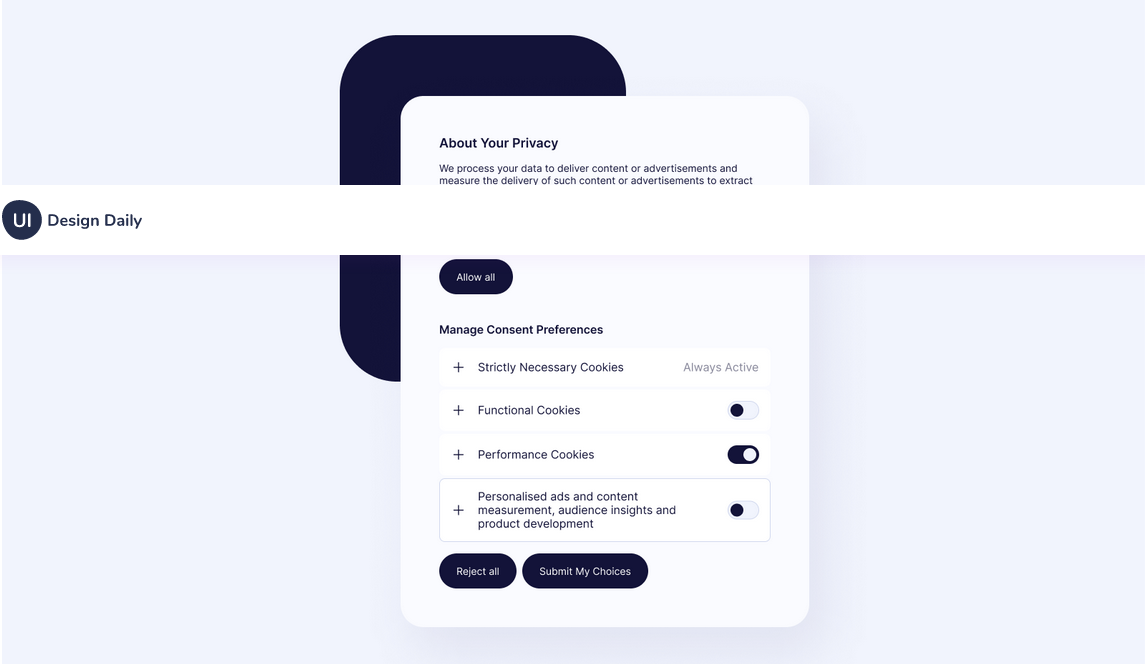 About Your Privacy
We process your data to deliver content or advertisements and
measure the delivery of such content or advertisements to extract
UI Design Daily
Allow all
Manage Consent Preferences
Strictly Necessary Cookies Always Active
Functional Cookies
Performance Cookies
Personalised ads and content
measurement, audience insights and
product development
Reject all Submit My Choices